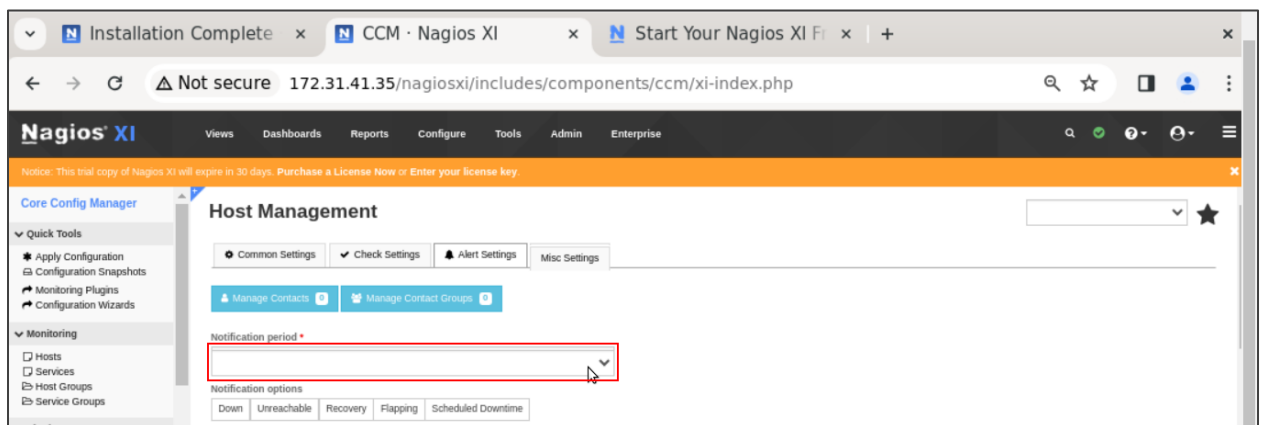 Installation Complete × CCM · Nagios XI × Start Your Nagios XI Fr × + ×
Not secure 172.31.41.35/nagiosxi/includes/components/ccm/xi-index.php
Nagios® XI Views Dashboards Reports Configure Tools Admin Enterprise
Notice: This trial copy of Nagios XI will expire in 30 days. Purchase a License Now or Enter your license key.
Core Config Manager
Quick Tools
Apply Configuration
Configuration Snapshots
Monitoring Plugins
Configuration Wizards
Monitoring
Hosts
Services
Host Groups
Service Groups
Host Management
Common Settings Check Settings Alert Settings Misc Settings
Manage Contacts 0 Manage Contact Groups 0
Notification period *
Notification options
Down Unreachable Recovery Flapping Scheduled Downtime